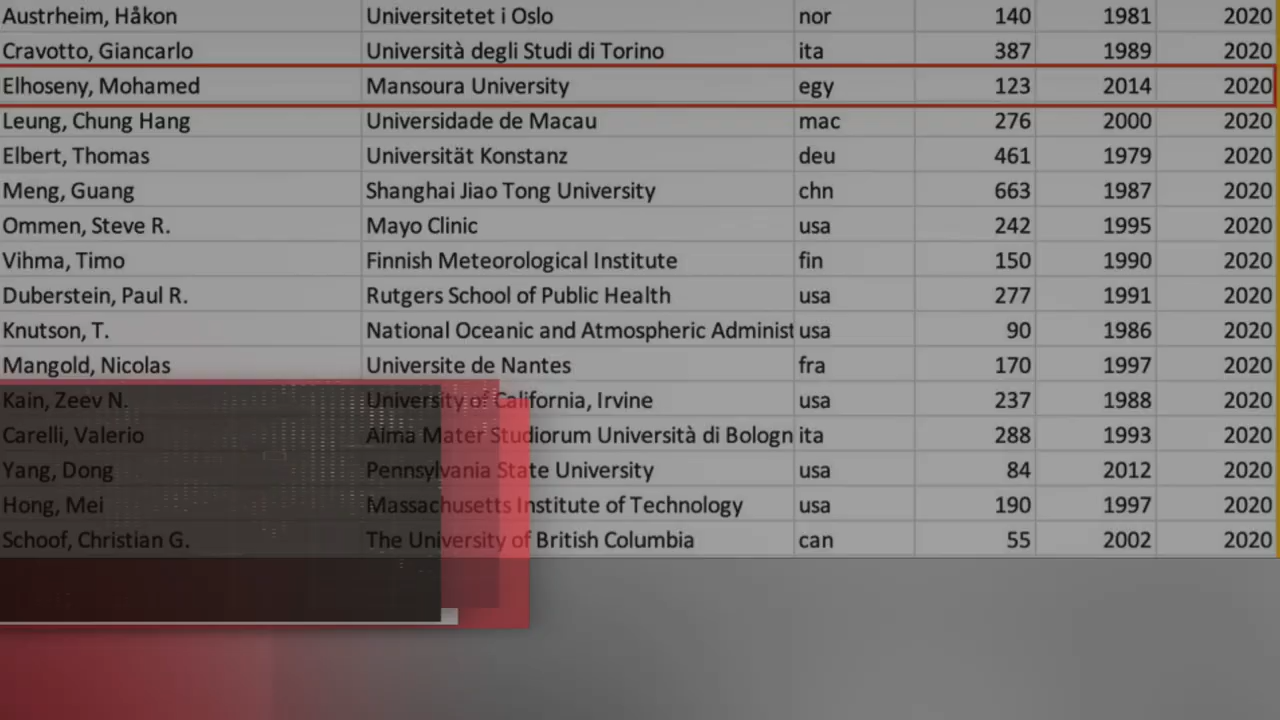 Austrheim, Håkon Universitetet i Oslo nor 140 1981 2020
Cravotto, Giancarlo Università degli Studi di Torino ita 387 1989 2020
Elhoseny, Mohamed Mansoura University egy 123 2014 2020
Leung, Chung Hang Universidade de Macau mac 276 2000 2020
Elbert, Thomas Universität Konstanz deu 461 1979 2020
Meng, Guang Shanghai Jiao Tong University chn 663 1987 2020
Ommen, Steve R. Mayo Clinic usa 242 1995 2020
Vihma, Timo Finnish Meteorological Institute fin 150 1990 2020
Duberstein, Paul R. Rutgers School of Public Health usa 277 1991 2020
Knutson, T. National Oceanic and Atmospheric Administ usa 90 1986 2020
Mangold, Nicolas Universite de Nantes fra 170 1997 2020
Kain, Zeev N. University of California, Irvine usa 237 1988 2020
Carelli, Valerio Alma Mater Studiorum Università di Bologn ita 288 1993 2020
Yang, Dong Pennsylvania State University usa 84 2012 2020
Hong, Mei Massachusetts Institute of Technology usa 190 1997 2020
Schoof, Christian G. The University of British Columbia can 55 2002 2020